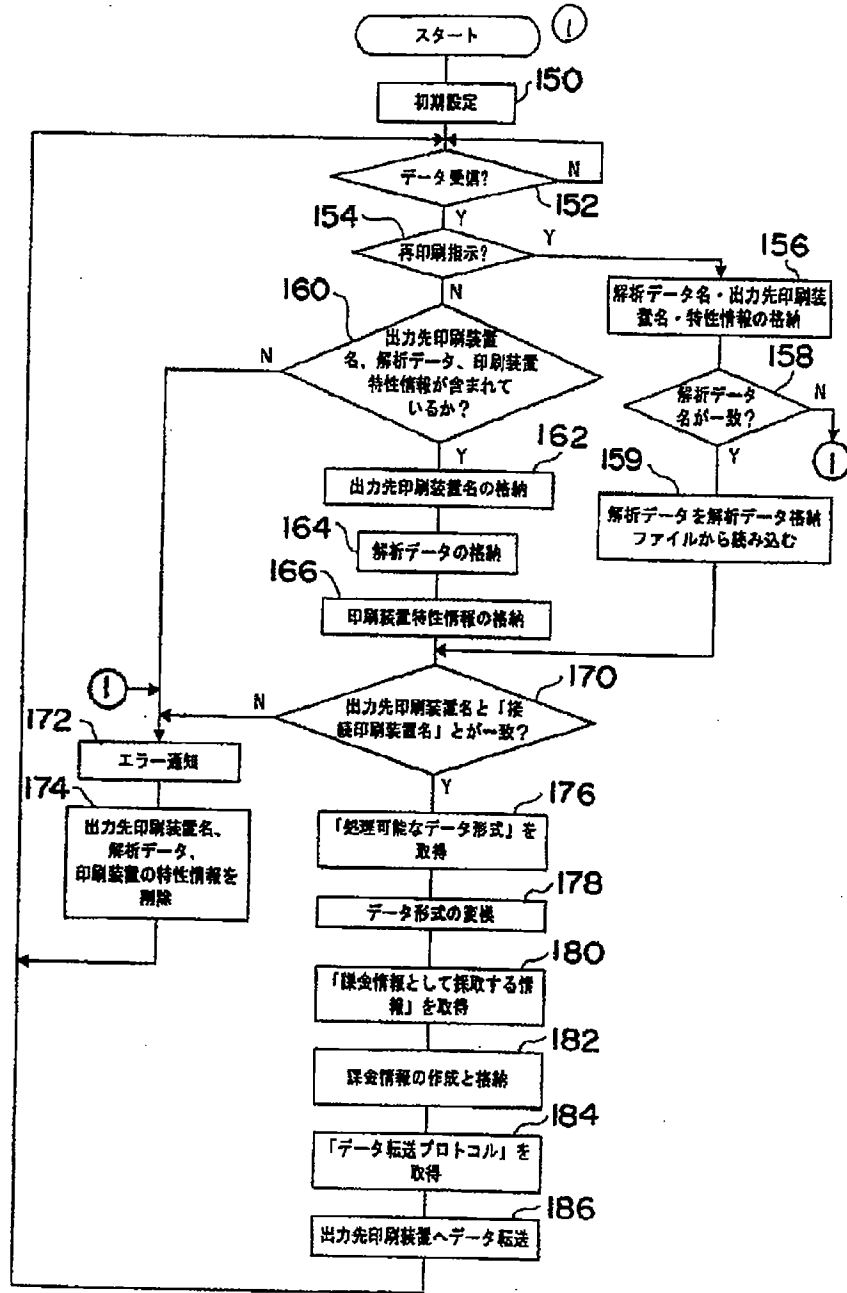 スタート
①
150
初期設定
データ受信?
N
152
Y
154
再印刷指示?
Y
N
156
解析データ名・出力先印刷装
置名・特性情報の格納
160
出力先印刷装置
名、解析データ、印刷装置
特性情報が含まれて
いるか?
N
Y
158
解析データ
名が一致?
N
①
Y
162
出力先印刷装置名の格納
159
解析データを解析データ格納
ファイルから読み込む
164
解析データの格納
166
印刷装置特性情報の格納
170
出力先印刷装置名と「接
続印刷装置名」とが一致?
N
Y
①
172
エラー通知
174
出力先印刷装置名、
解析データ、
印刷装置の特性情報を
削除
176
「処理可能なデータ形式」を
取得
178
データ形式の変換
180
「課金情報として採取する情
報」を取得
182
課金情報の作成と格納
184
「データ転送プロトコル」を
取得
186
出力先印刷装置へデータ転送